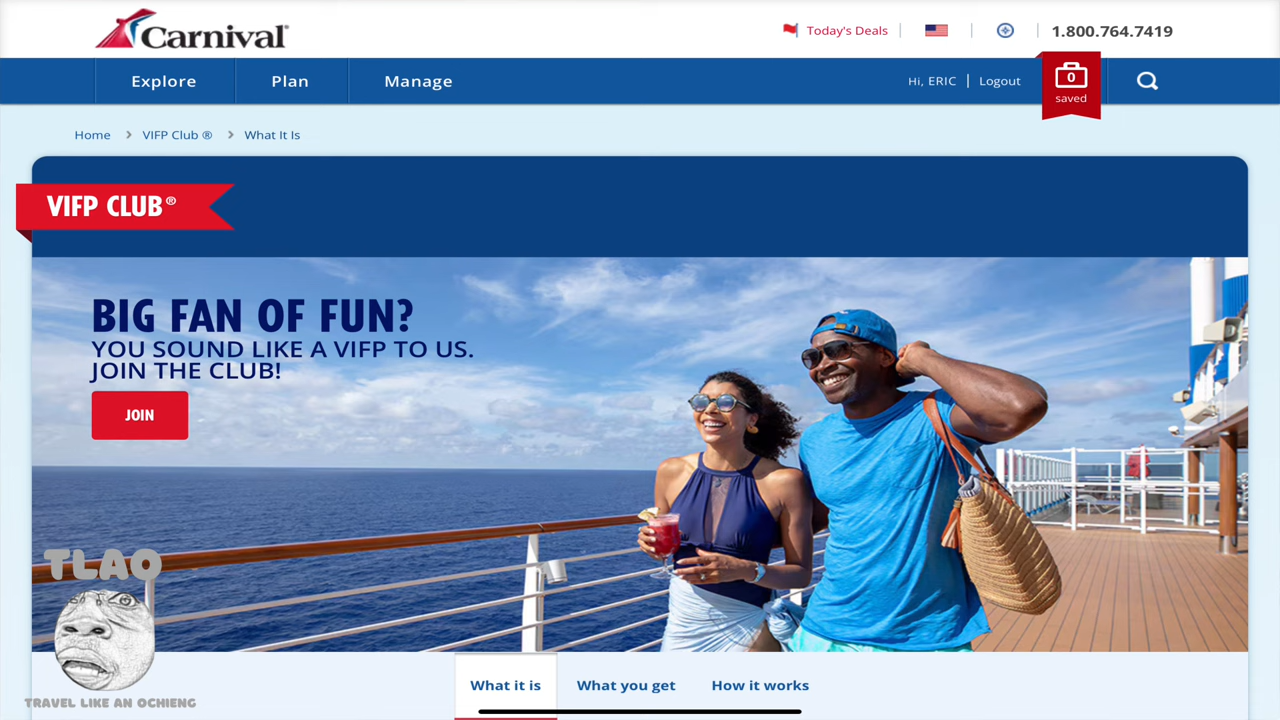 Carnival
Today's Deals
1.800.764.7419
Explore
Plan
Manage
Hi, ERIC
Logout
0
saved
Home
VIFP Club ®
What It Is
VIFP CLUB®
BIG FAN OF FUN?
YOU SOUND LIKE A VIFP TO US.
JOIN THE CLUB!
JOIN
TLAO
TRAVEL LIKE AN OCHIENG
What it is
What you get
How it works